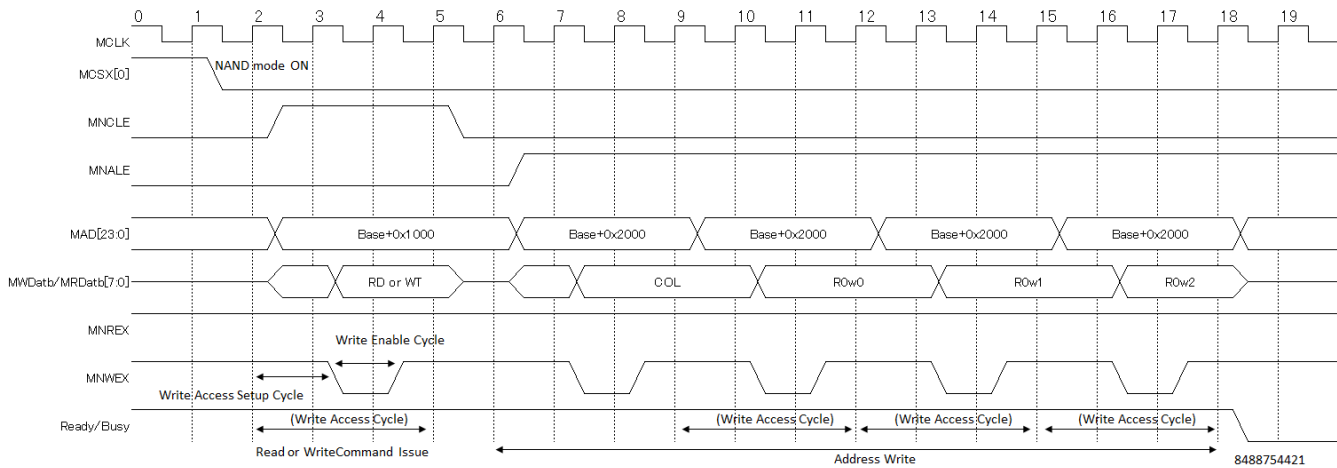 0 1 2 3 4 5 6 7 8 9 10 11 12 13 14 15 16 17 18 19
MCLK
MCSX[0] NAND mode ON
MNCLE
MNALE
MAD[23:0] Base+0x1000 Base+0x2000 Base+0x2000 Base+0x2000 Base+0x2000
MWDatb/MRDatb[7:0] RD or WT COL R0w0 R0w1 R0w2
MNREX
Write Enable Cycle
MNWEX
Write Access Setup Cycle
(Write Access Cycle) (Write Access Cycle) (Write Access Cycle) (Write Access Cycle)
Ready/Busy
Read or WriteCommand Issue Address Write 8488754421